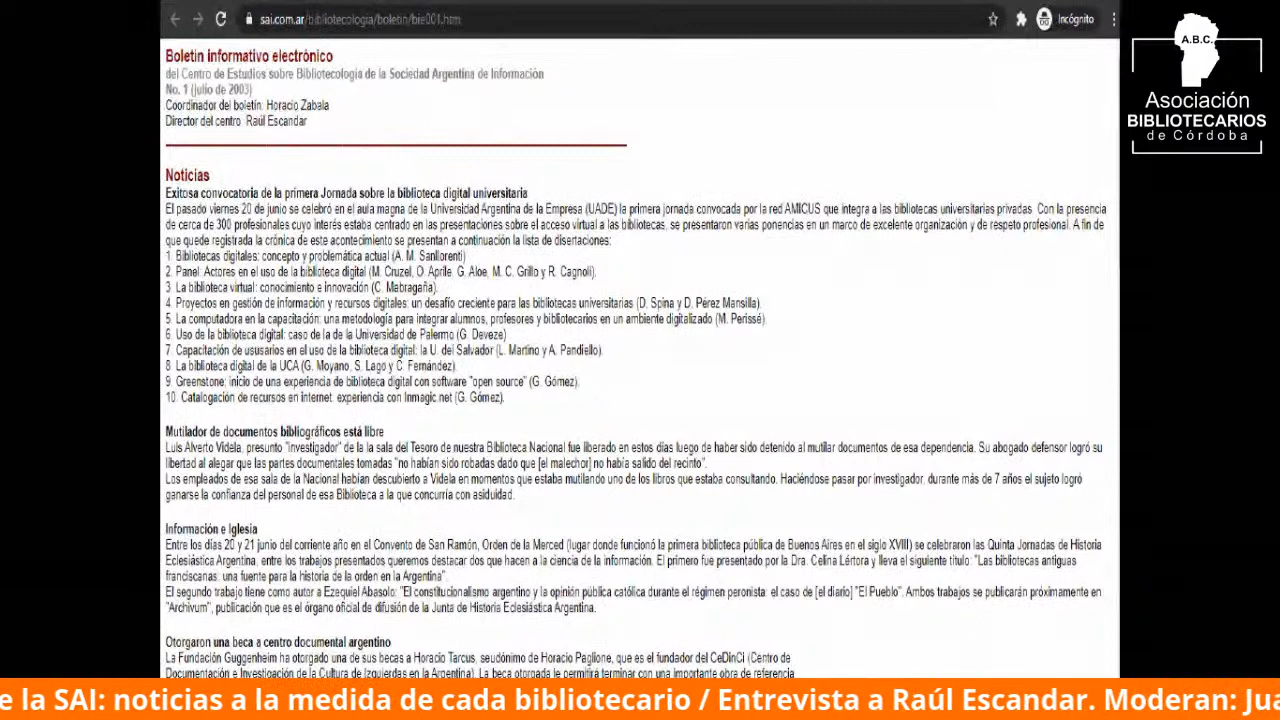 sai.com.ar/bibliotecologia/boletin/bie001.htm
Incógnito
Boletín informativo electrónico
del Centro de Estudios sobre Bibliotecología de la Sociedad Argentina de Información
No. 1 (julio de 2003)
Coordinador del boletín: Horacio Zabala
Director del centro Raúl Escandar
Noticias
Exitosa convocatoria de la primera Jornada sobre la biblioteca digital universitaria
El pasado viernes 20 de junio se celebró en el aula magna de la Universidad Argentina de la Empresa (UADE) la primera jornada convocada por la red AMICUS que integra a las bibliotecas universitarias privadas. Con la presencia
de cerca de 300 profesionales cuyo interés estaba centrado en las presentaciones sobre el acceso virtual a las bibliotecas, se presentaron varias ponencias en un marco de excelente organización y de respeto profesional. A fin de
que quede registrada la crónica de este acontecimiento se presentan a continuación la lista de disertaciones:
1. Bibliotecas digitales: concepto y problemática actual (A. M. Sanllorenti)
2. Panel: Actores en el uso de la biblioteca digital (M. Cruzel, O. Aprile, G. Aloe, M. C. Grillo y R. Cagnoli).
3. La biblioteca virtual: conocimiento e innovación (C. Mabragaña).
4. Proyectos en gestión de información y recursos digitales: un desafío creciente para las bibliotecas universitarias (D. Spina y D. Pérez Mansilla).
5. La computadora en la capacitación: una metodología para integrar alumnos, profesores y bibliotecarios en un ambiente digitalizado (M. Perissé).
6. Uso de la biblioteca digital: caso de la de la Universidad de Palermo (G. Deveze)
7. Capacitación de ususarios en el uso de la biblioteca digital: la U. del Salvador (L. Martino y A. Pandiello).
8. La biblioteca digital de la UCA (G. Moyano, S. Lago y C. Fernández).
9. Greenstone: inicio de una experiencia de biblioteca digital con software "open source" (G. Gómez).
10. Catalogación de recursos en internet: experiencia con Inmagic.net (G. Gómez).
Mutilador de documentos bibliográficos está libre
Luis Alverto Videla, presunto "investigador" de la la sala del Tesoro de nuestra Biblioteca Nacional fue liberado en estos días luego de haber sido detenido al mutilar documentos de esa dependencia. Su abogado defensor logró su
libertad al alegar que las partes documentales tomadas "no habían sido robadas dado que [el malechor] no había salido del recinto".
Los empleados de esa sala de la Nacional habían descubierto a Videla en momentos que estaba mutilando uno de los libros que estaba consultando. Haciéndose pasar por investigador, durante más de 7 años el sujeto logró
ganarse la confianza del personal de esa Biblioteca a la que concurría con asiduidad.
Información e Iglesia
Entre los días 20 y 21 junio del corriente año en el Convento de San Ramón, Orden de la Merced (lugar donde funcionó la primera biblioteca pública de Buenos Aires en el siglo XVIII) se celebraron las Quinta Jornadas de Historia
Eclesiástica Argentina, entre los trabajos presentados queremos destacar dos que hacen a la ciencia de la información. El primero fue presentado por la Dra. Celina Lértora y lleva el siguiente título: "Las bibliotecas antiguas
franciscanas: una fuente para la historia de la orden en la Argentina".
El segundo trabajo tiene como autor a Ezequiel Abasolo: "El constitucionalismo argentino y la opinión pública católica durante el régimen peronista: el caso de [el diario] "El Pueblo". Ambos trabajos se publicarán próximamente en
"Archivum", publicación que es el órgano oficial de difusión de la Junta de Historia Eclesiástica Argentina.
Otorgaron una beca a centro documental argentino
La Fundación Guggenheim ha otorgado una de sus becas a Horacio Tarcus, seudónimo de Horacio Paglione, que es el fundador del CeDinCi (Centro de
Documentación e Investigación de la Cultura de Izquierdas en la Argentina). La beca otorgada le permitirá terminar con una importante obra de referencia
A.B.C.
Asociación
BIBLIOTECARIOS
de Córdoba
e la SAI: noticias a la medida de cada bibliotecario / Entrevista a Raúl Escandar. Moderan: Jua